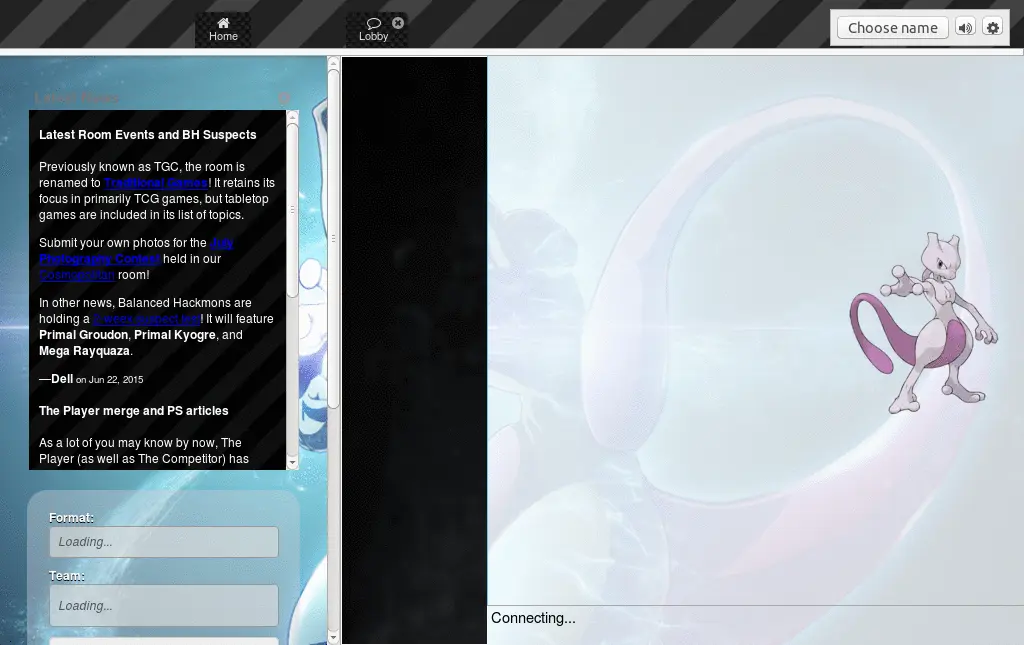 Home
Lobby
Choose name
Latest News
Latest Room Events and BH Suspects
Previously known as TGC, the room is
renamed to Traditional Games! It retains its
focus in primarily TCG games, but tabletop
games are included in its list of topics.
Submit your own photos for the July
Photography Contest held in our
Cosmopolitan room!
In other news, Balanced Hackmons are
holding a 2-week suspect test! It will feature
Primal Groudon, Primal Kyogre, and
Mega Rayquaza.
—Dell on Jun 22, 2015
The Player merge and PS articles
As a lot of you may know by now, The
Player (as well as The Competitor) has
Format:
Loading...
Team:
Loading...
Connecting...